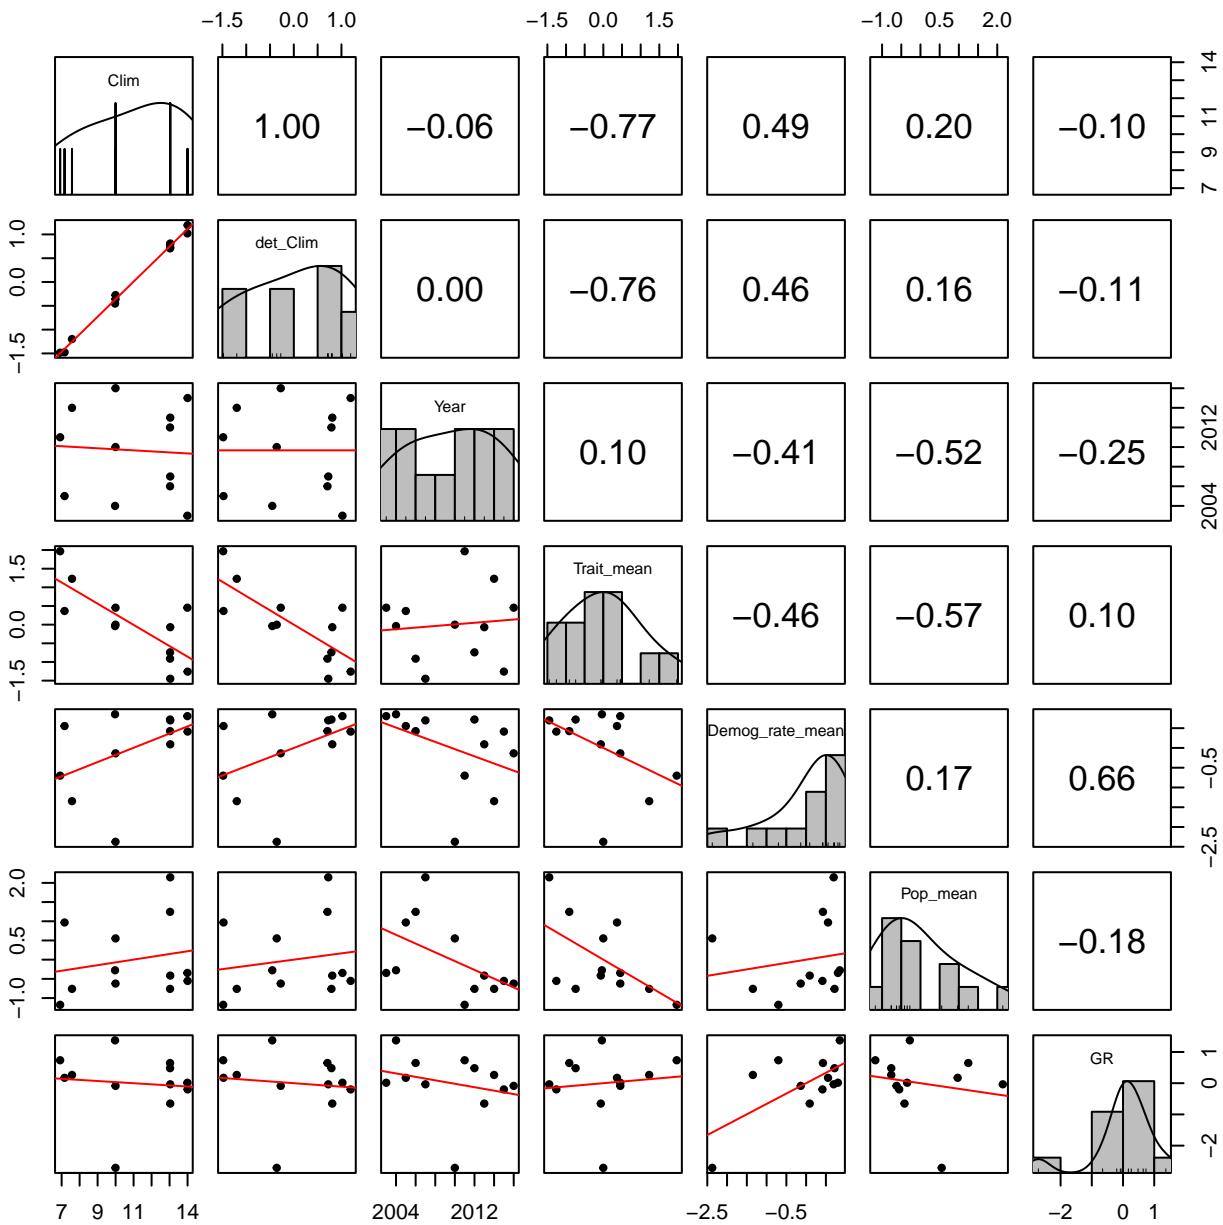 −1.5 0.0 1.0 −1.5 0.0 1.5 −1.0 0.5 2.0
Clim 1.00 −0.06 −0.77 0.49 0.20 −0.10 7 9 11 14
−1.5 0.0 1.0 det_Clim 0.00 −0.76 0.46 0.16 −0.11
Year 0.10 −0.41 −0.52 −0.25 2004 2012
−1.5 0.0 1.5 Trait_mean −0.46 −0.57 0.10
Demog_rate_mean 0.17 0.66 −2.5 −0.5
−1.0 0.5 2.0 Pop_mean −0.18
GR −2 0 1
7 9 11 14 2004 2012 −2.5 −0.5 −2 0 1